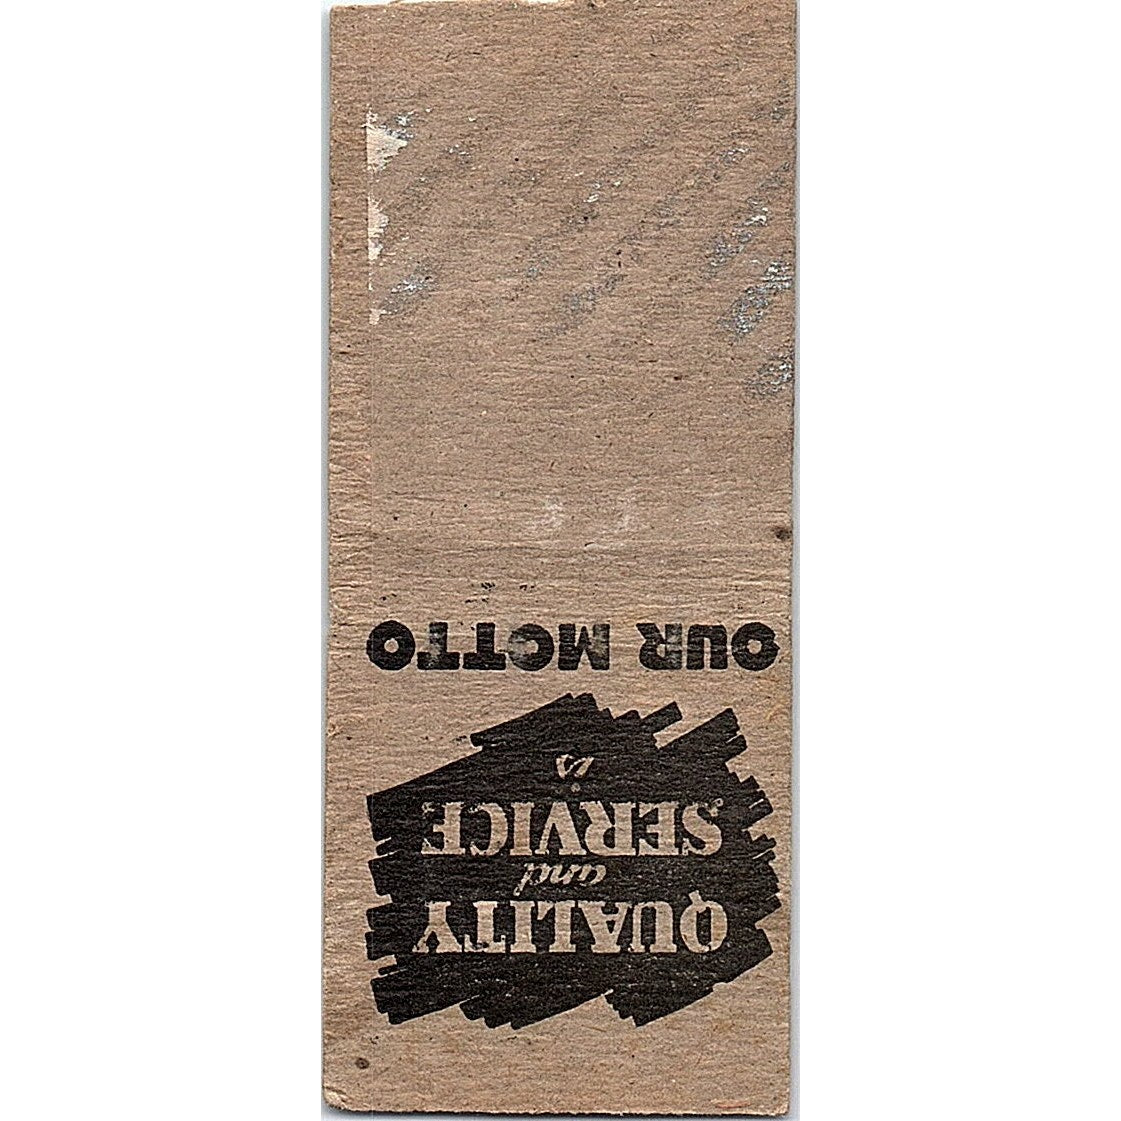 QUALITY
and
SERVICE
is
OUR MOTTO